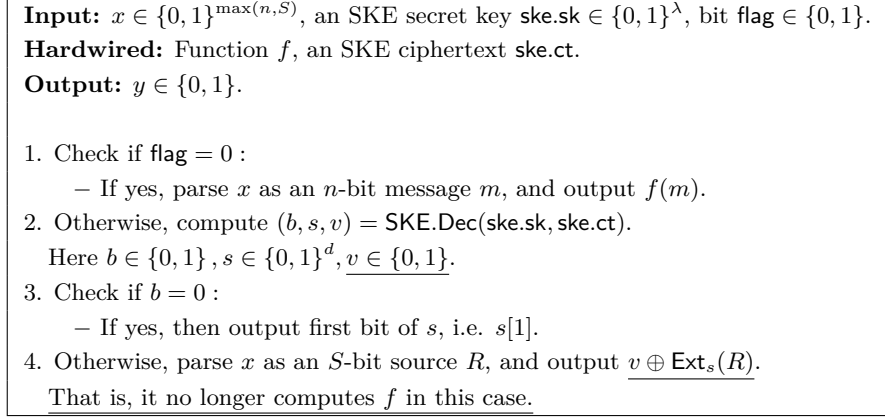 Input: x ∈ {0, 1}^{max(n,S)}, an SKE secret key ske.sk ∈ {0, 1}^λ, bit flag ∈ {0, 1}.
Hardwired: Function f, an SKE ciphertext ske.ct.
Output: y ∈ {0, 1}.
1. Check if flag = 0 :
– If yes, parse x as an n-bit message m, and output f(m).
2. Otherwise, compute (b, s, v) = SKE.Dec(ske.sk, ske.ct).
Here b ∈ {0, 1} , s ∈ {0, 1}^d, v ∈ {0, 1}.
3. Check if b = 0 :
– If yes, then output first bit of s, i.e. s[1].
4. Otherwise, parse x as an S-bit source R, and output v ⊕ Ext_s(R).
That is, it no longer computes f in this case.